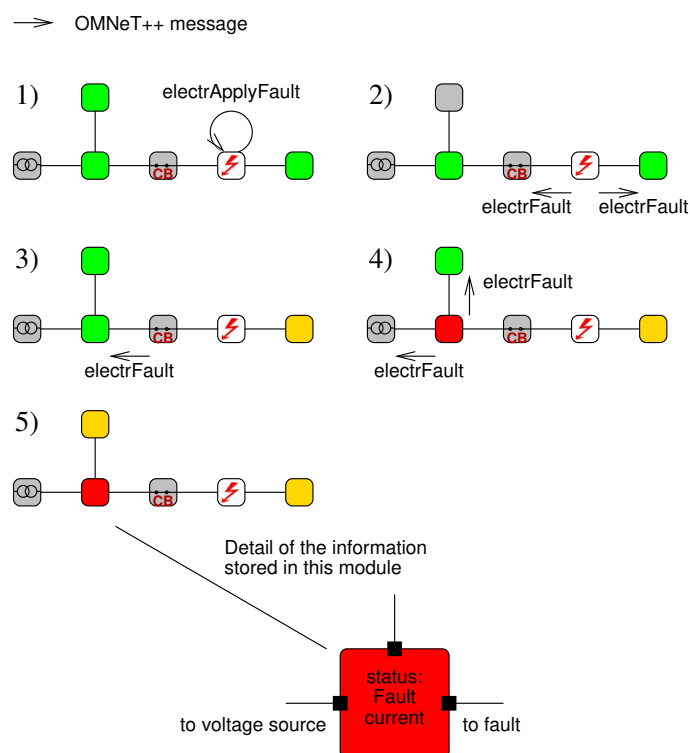 OMNeT++ message
1)
electrApplyFault
CB
2)
CB
electrFault electrFault
3)
CB
electrFault
4)
electrFault
CB
electrFault
5)
CB
Detail of the information
stored in this module
status:
Fault
current
to voltage source
to fault